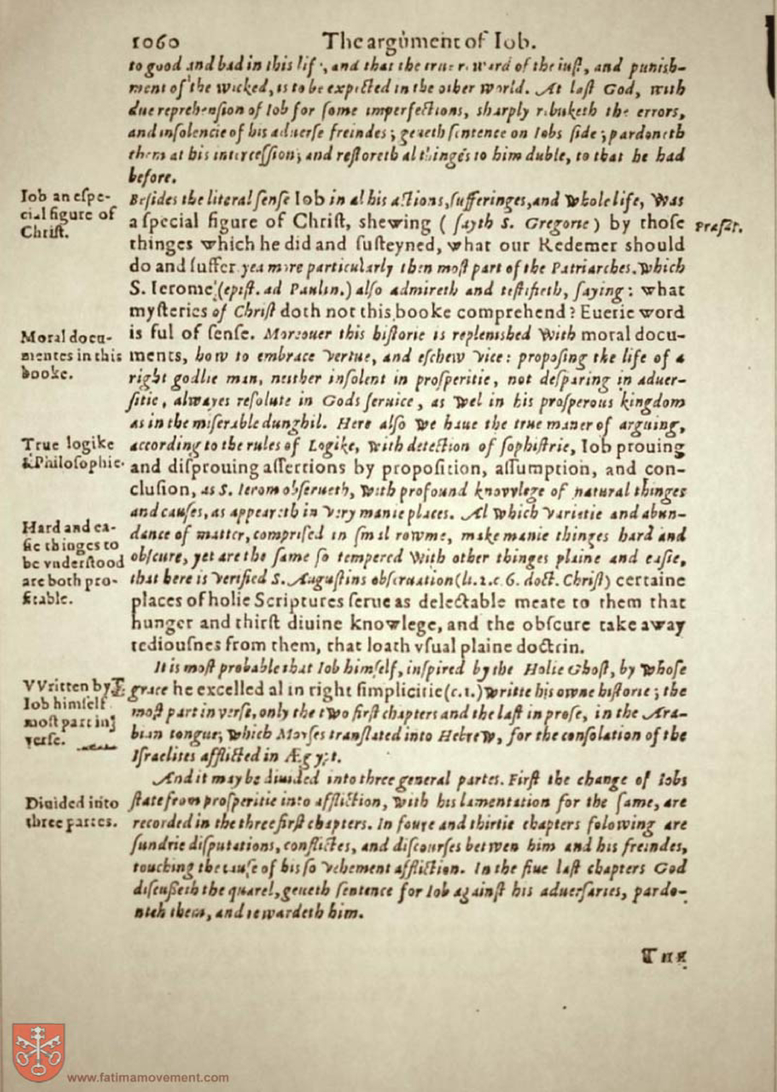 1060 The argument of Iob.
to good and bad in this life, and that the true reward of the iust, and punish-
ment of the wicked, is to be expected in the other world. At last God, with
due reprehension of Iob for some imperfections, sharply rebuketh the errors,
and insolencie of his aduerse freindes; geueth sentence on Iobs side; pardoneth
them at his intercession; and restoreth al thinges to him duble, to that he had
before.
Iob an espe-
cial figure of
Christ.
Besides the literal sense Iob in al his actions, sufferinges, and whole life, was
a special figure of Christ, shewing (sayth S. Gregorie) by those
thinges which he did and susteyned, what our Redemer should
do and suffer yea more particularly then most part of the Patriarches. Which
S. Ierome (epist. ad Paulin.) also admireth and testifieth, saying: what
mysteries of Christ doth not this booke comprehend? Euerie word
is ful of sense. Moreouer this historie is replenished with moral docu-
ments, how to embrace vertue, and eschew vice: proposing the life of a
right godlie man, neither insolent in prosperitie, not desparing in aduer-
sitie, alwayes resolute in Gods seruice, as wel in his prosperous kingdom
as in the miserable dunghil. Here also we haue the true maner of arguing,
according to the rules of Logike, with detection of sophistrie, Iob prouing
and disprouing assertions by proposition, assumption, and con-
clusion, as S. Ierom obserueth, with profound knovvlege of natural thinges
and causes, as appeareth in very manie places. Al which varietie and abun-
dance of matter, comprised in smal rowme, make manie thinges hard and
obscure, yet are the same so tempered with other thinges plaine and easie,
that here is verified S. Augustins obseruation (li. 2. c. 6. doct. Christ) certaine
places of holie Scriptures serue as delectable meate to them that
hunger and thirst diuine knowlege, and the obscure take away
tediousnes from them, that loath vsual plaine doctrin.
Præfat.
Moral docu-
mentes in this
booke.
True logike
& Philosophie.
Hard and ea-
sie thinges to
be vnderstood
are both pro-
fitable.
It is most probable that Iob himself, inspired by the Holie Ghost, by whose
grace he excelled al in right simplicitie (c. 1.) writte his owne historie; the
most part in verse, only the two first chapters and the last in prose, in the Ara-
bian tongue; which Moyses translated into Hebrew, for the consolation of the
Israelites afflicted in Ægypt.
VVritten by
Iob himself
most part in
verse.
And it may be diuided into three general partes. First the change of Iobs
state from prosperitie into affliction, with his lamentation for the same, are
recorded in the three first chapters. In foure and thirtie chapters folowing are
sundrie disputations, conflictes, and discourses betwen him and his freindes,
touching the cause of his so vehement affliction. In the fiue last chapters God
discusseth the quarel, geueth sentence for Iob against his aduersaries, pardo-
neth them, and rewardeth him.
Diuided into
three partes.
THE
www.fatimamovement.com